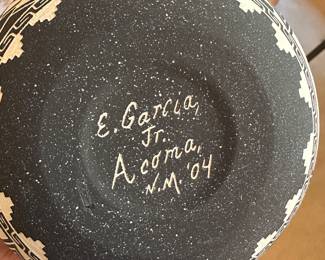 E. Garcia,
Jr.
Acoma,
N.M. '04